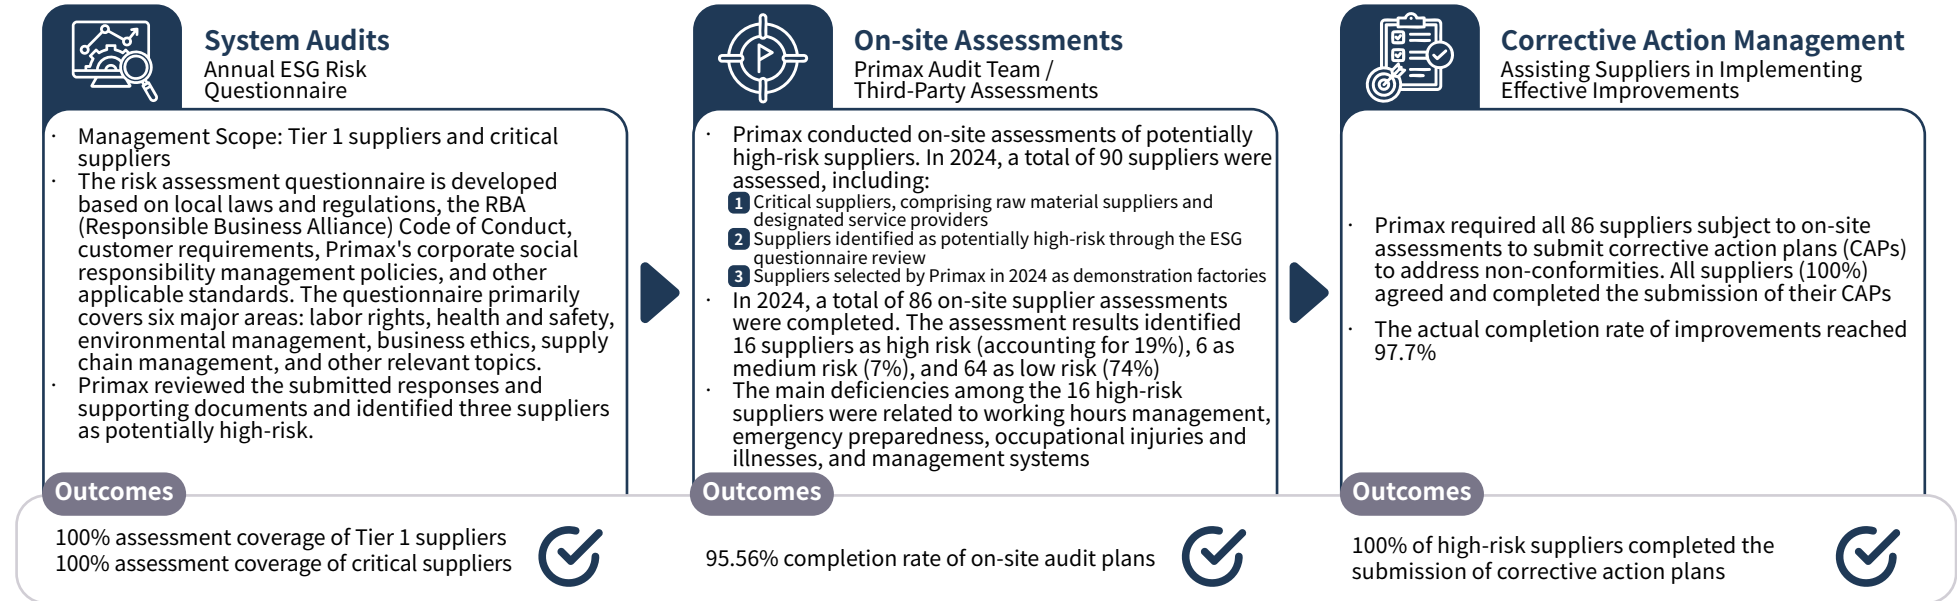 System Audits
Annual ESG Risk
Questionnaire
· Management Scope: Tier 1 suppliers and critical
suppliers
· The risk assessment questionnaire is developed
based on local laws and regulations, the RBA
(Responsible Business Alliance) Code of Conduct,
customer requirements, Primax's corporate social
responsibility management policies, and other
applicable standards. The questionnaire primarily
covers six major areas: labor rights, health and safety,
environmental management, business ethics, supply
chain management, and other relevant topics.
· Primax reviewed the submitted responses and
supporting documents and identified three suppliers
as potentially high-risk.
Outcomes
100% assessment coverage of Tier 1 suppliers
100% assessment coverage of critical suppliers
On-site Assessments
Primax Audit Team /
Third-Party Assessments
· Primax conducted on-site assessments of potentially
high-risk suppliers. In 2024, a total of 90 suppliers were
assessed, including:
1 Critical suppliers, comprising raw material suppliers and
designated service providers
2 Suppliers identified as potentially high-risk through the ESG
questionnaire review
3 Suppliers selected by Primax in 2024 as demonstration factories
· In 2024, a total of 86 on-site supplier assessments
were completed. The assessment results identified
16 suppliers as high risk (accounting for 19%), 6 as
medium risk (7%), and 64 as low risk (74%)
· The main deficiencies among the 16 high-risk
suppliers were related to working hours management,
emergency preparedness, occupational injuries and
illnesses, and management systems
Outcomes
95.56% completion rate of on-site audit plans
Corrective Action Management
Assisting Suppliers in Implementing
Effective Improvements
· Primax required all 86 suppliers subject to on-site
assessments to submit corrective action plans (CAPs)
to address non-conformities. All suppliers (100%)
agreed and completed the submission of their CAPs
· The actual completion rate of improvements reached
97.7%
Outcomes
100% of high-risk suppliers completed the
submission of corrective action plans